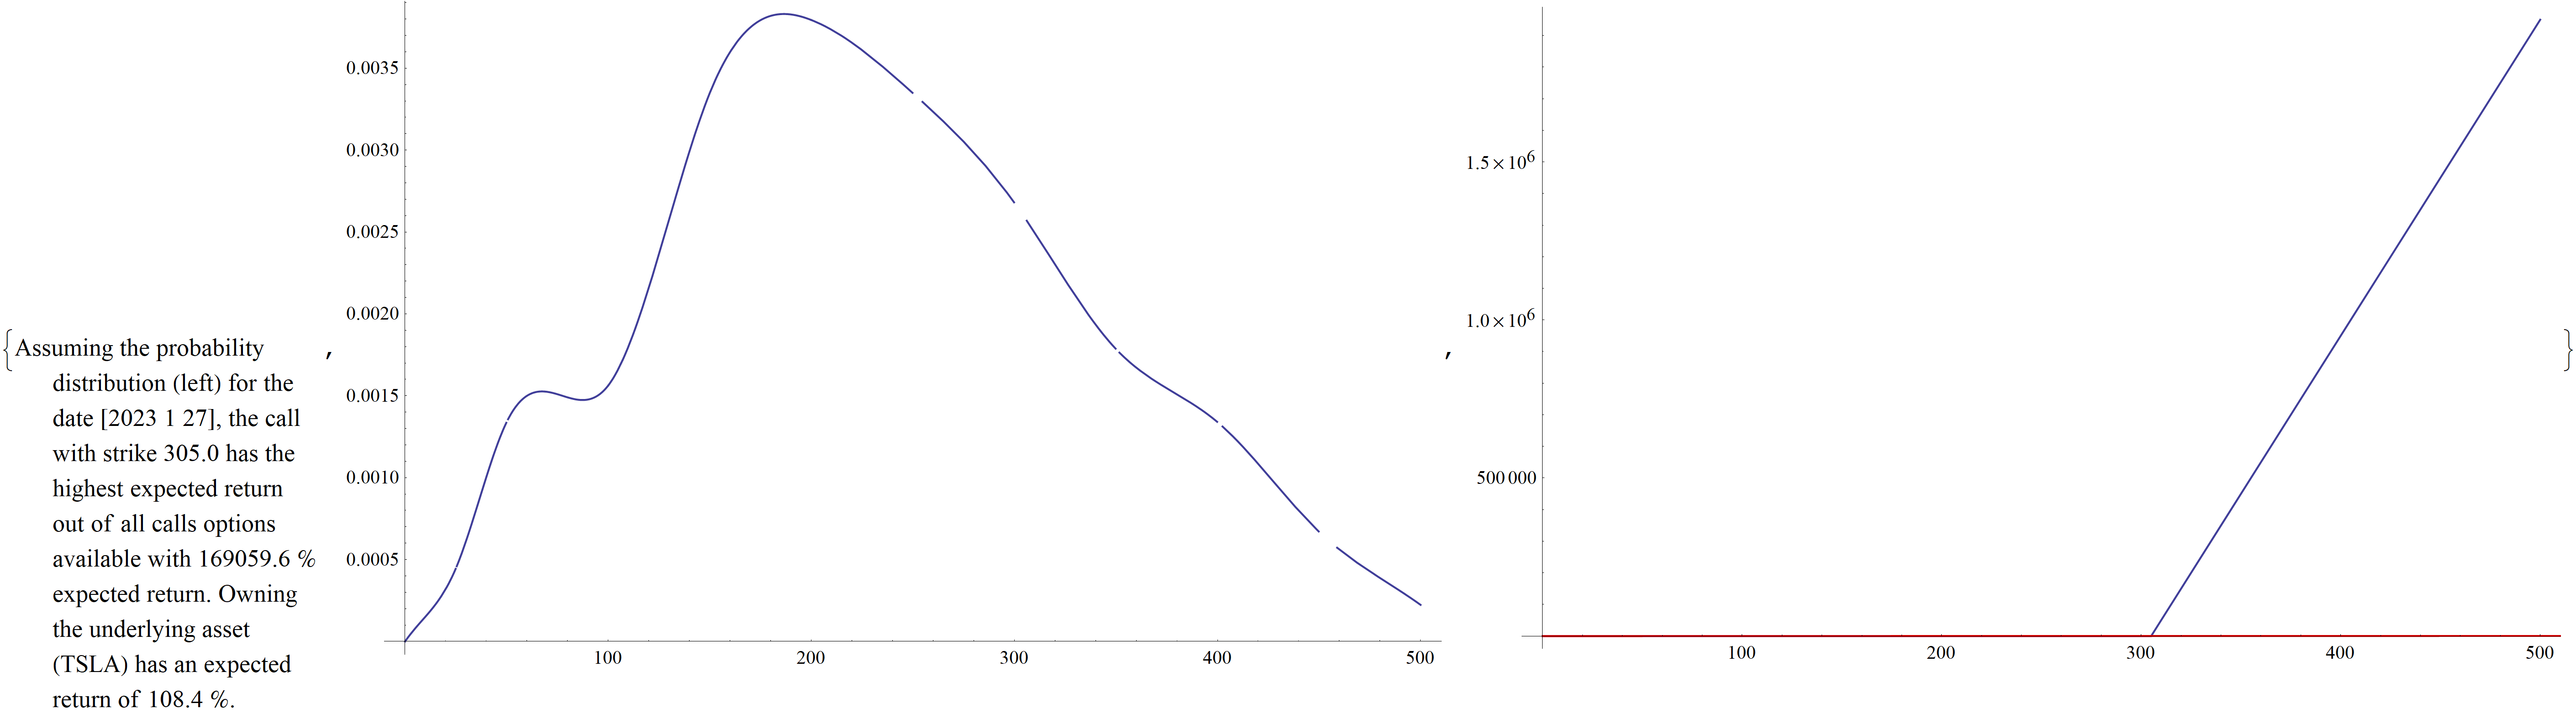 {Assuming the probability
distribution (left) for the
date [2023 1 27], the call
with strike 305.0 has the
highest expected return
out of all calls options
available with 169059.6 %
expected return. Owning
the underlying asset
(TSLA) has an expected
return of 108.4 %.
,
0.0035
0.0030
0.0025
0.0020
0.0015
0.0010
0.0005
100 200 300 400 500
,
1.5×10⁶
1.0×10⁶
500 000
100 200 300 400 500
}